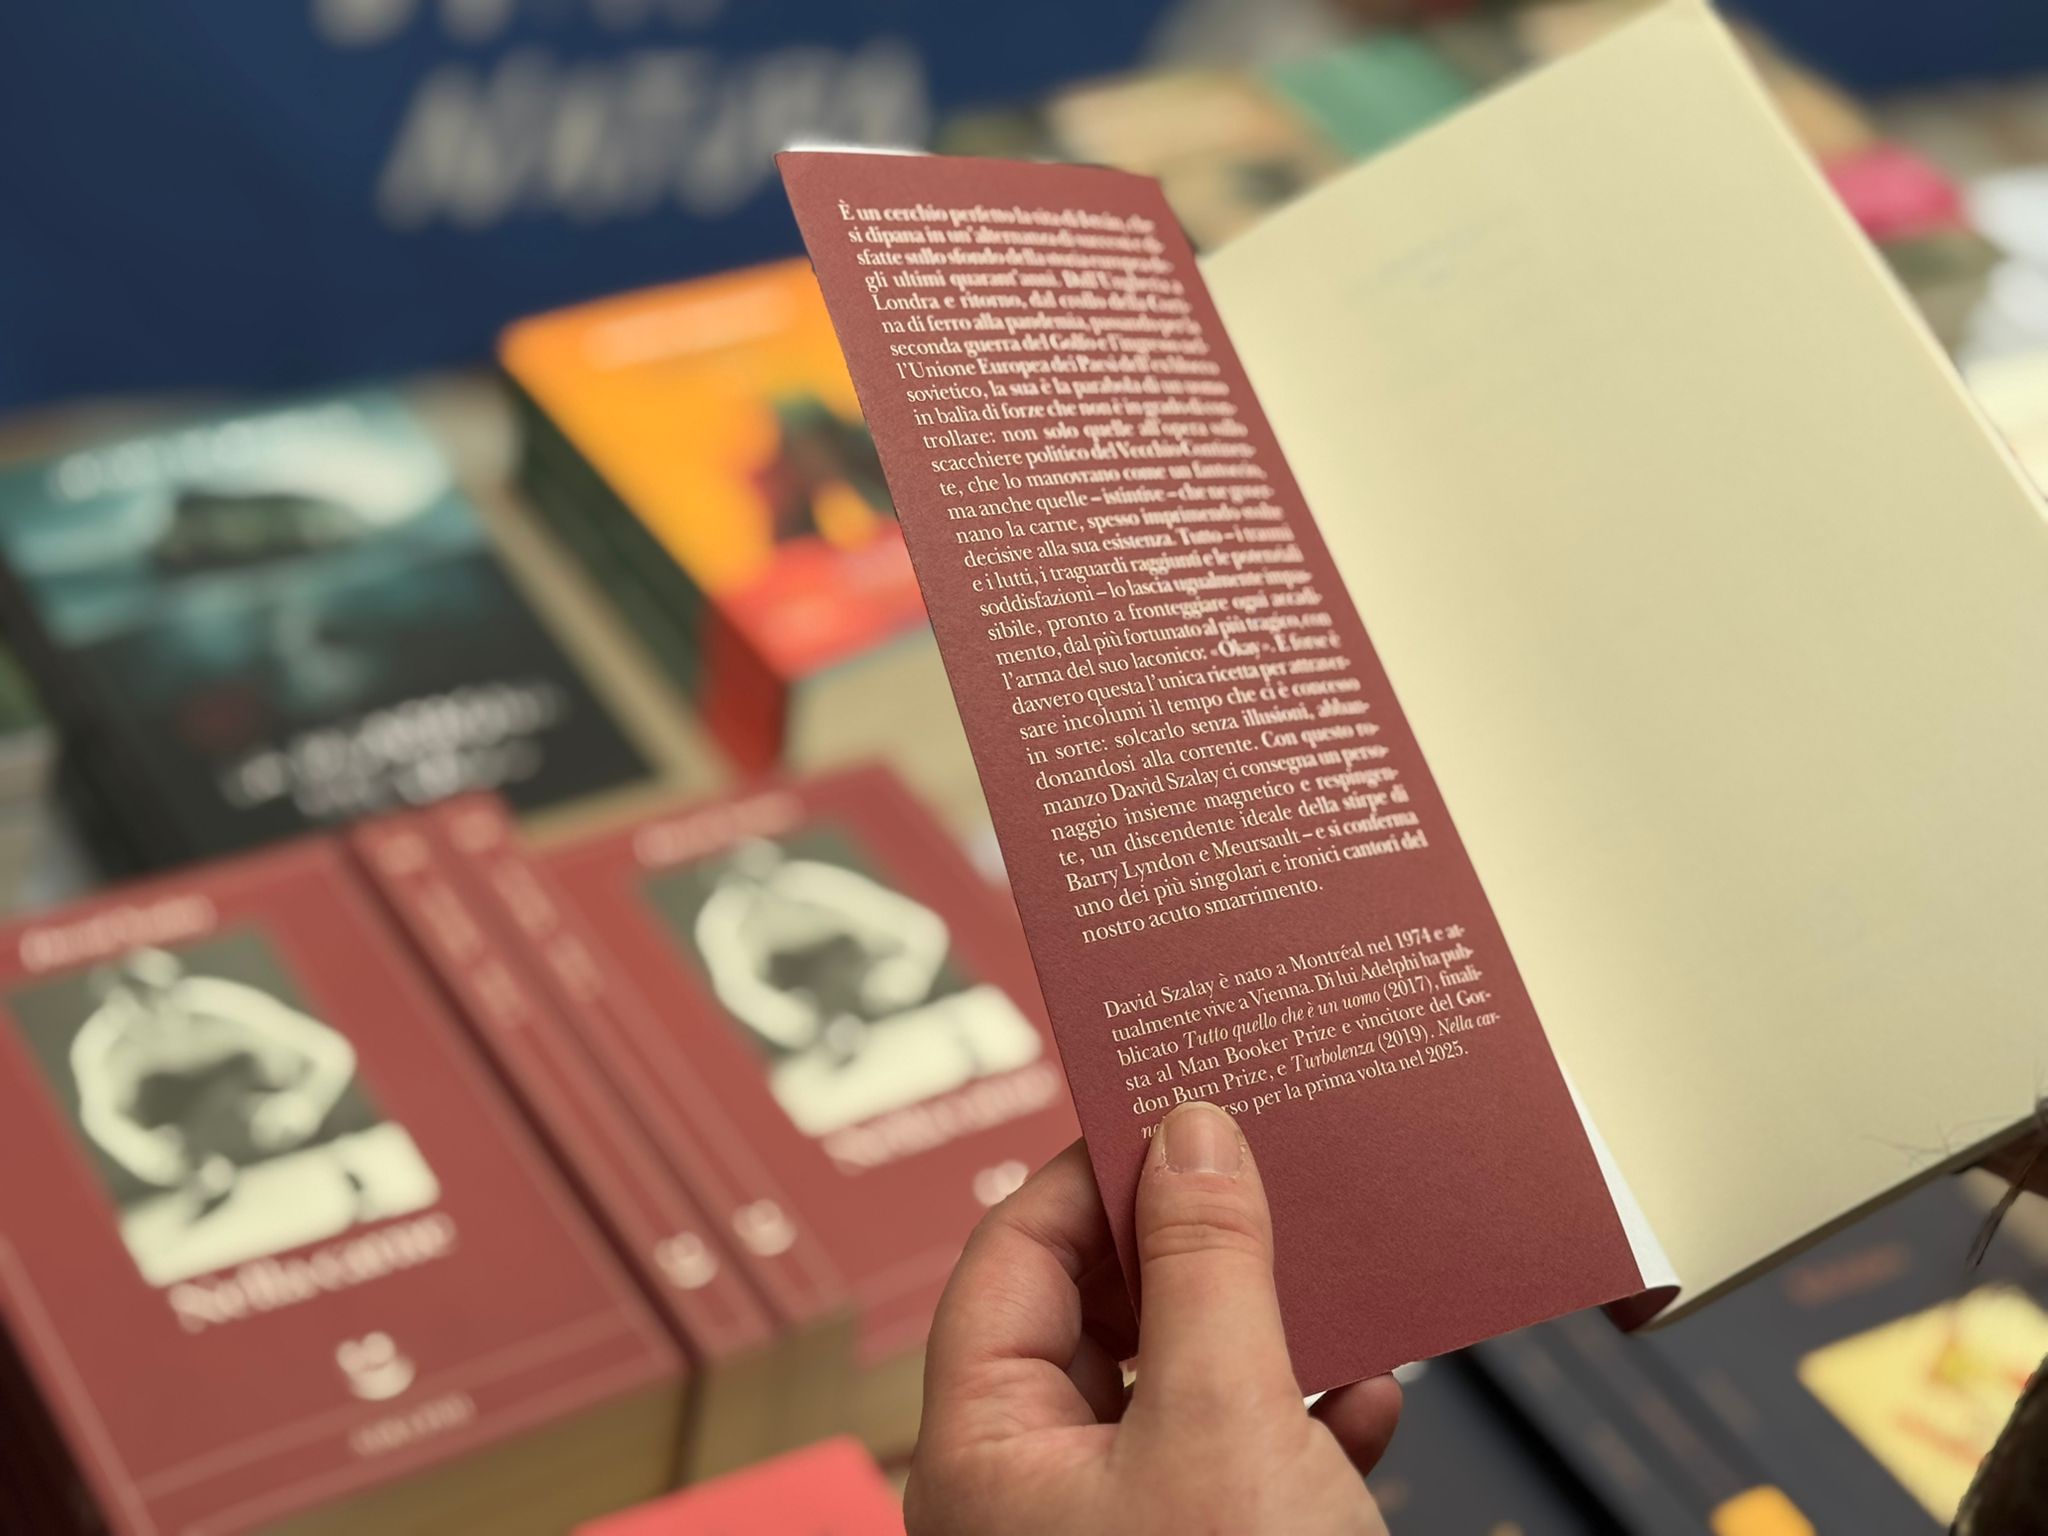 È un cerchio perfetto la vita di István, che
si dipana in un'alternanza di successi e di-
sfatte sullo sfondo della storia europea de-
gli ultimi quarant'anni. Dall'Ungheria a
Londra e ritorno, dal crollo della Corti-
na di ferro alla pandemia, passando per la
seconda guerra del Golfo e l'ingresso nel-
l'Unione Europea dei Paesi dell'ex blocco
sovietico, la sua è la parabola di un uomo
in balìa di forze che non è in grado di con-
trollare: non solo quelle all'opera sullo
scacchiere politico del Vecchio Continen-
te, che lo manovrano come un fantoccio,
ma anche quelle – istintive – che ne gover-
nano la carne, spesso imprimendo svolte
decisive alla sua esistenza. Tutto – i traumi
e i lutti, i traguardi raggiunti e le potenziali
soddisfazioni – lo lascia ugualmente impas-
sibile, pronto a fronteggiare ogni accadi-
mento, dal più fortunato al più tragico, con
l'arma del suo laconico: «Okay». E forse è
davvero questa l'unica ricetta per attraver-
sare incolumi il tempo che ci è concesso
in sorte: solcarlo senza illusioni, abban-
donandosi alla corrente. Con questo ro-
manzo David Szalay ci consegna un perso-
naggio insieme magnetico e respingen-
te, un discendente ideale della stirpe di
Barry Lyndon e Meursault – e si conferma
uno dei più singolari e ironici cantori del
nostro acuto smarrimento.
David Szalay è nato a Montréal nel 1974 e at-
tualmente vive a Vienna. Di lui Adelphi ha pub-
blicato Tutto quello che è un uomo (2017), finali-
sta al Man Booker Prize e vincitore del Gor-
don Burn Prize, e Turbolenza (2019). Nella car-
per la prima volta nel 2025.
Nella carne
Nella carne